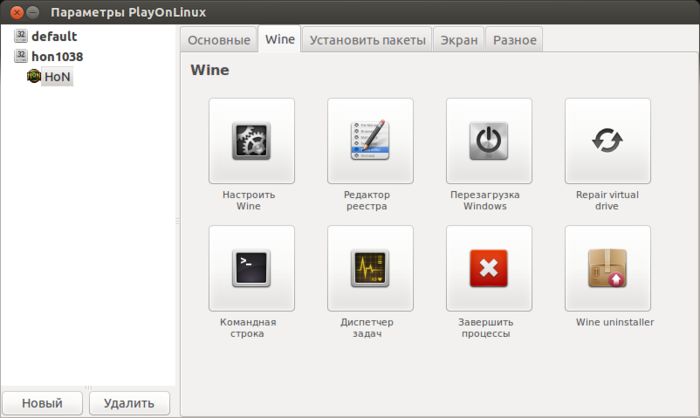 Параметры PlayOnLinux
32 default
32 hon1038
HoN HoN
Основные Wine Установить пакеты Экран Разное
Wine
Настроить
Wine
Редактор
реестра
Перезагрузка
Windows
Repair virtual
drive
Командная
строка
Диспетчер
задач
Завершить
процессы
Wine uninstaller
Новый Удалить